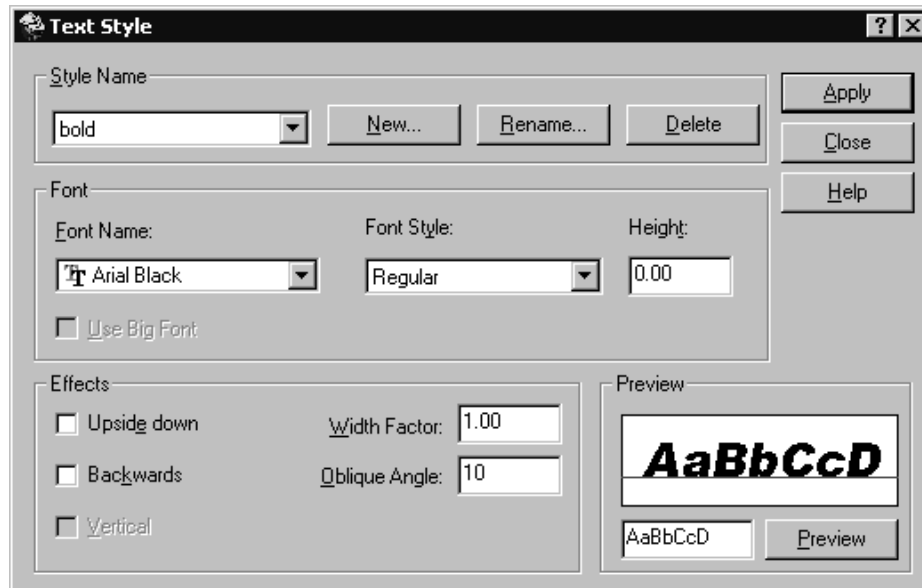 Text Style
Style Name
bold
New...
Rename...
Delete
Apply
Close
Help
Font
Font Name:
Font Style:
Height:
Arial Black
Regular
0.00
Use Big Font
Effects
Upside down
Width Factor:
1.00
Backwards
Oblique Angle:
10
Vertical
Preview
AaBbCcD
AaBbCcD
Preview